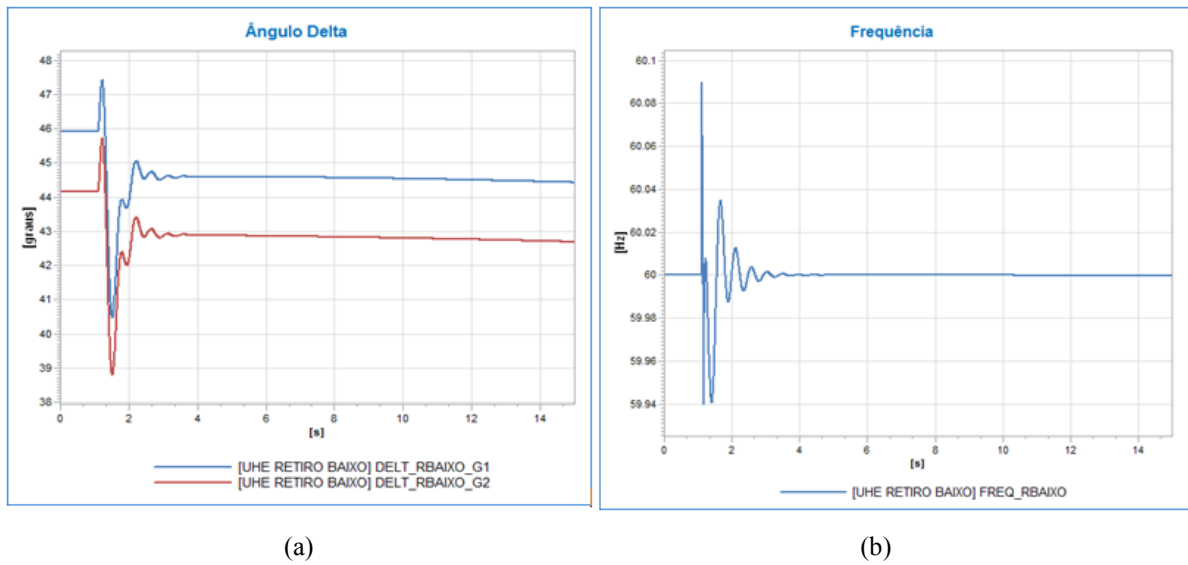 Ângulo Delta
48
47
46
45
44
43
42
41
40
39
38
[graus]
0 2 4 6 8 10 12 14
[s]
[UHE RETIRO BAIXO] DELT_RBAIXO_G1
[UHE RETIRO BAIXO] DELT_RBAIXO_G2
(a)
Frequência
60.1
60.08
60.06
60.04
60.02
60
59.98
59.96
59.94
[Hz]
0 2 4 6 8 10 12 14
[s]
[UHE RETIRO BAIXO] FREQ_RBAIXO
(b)